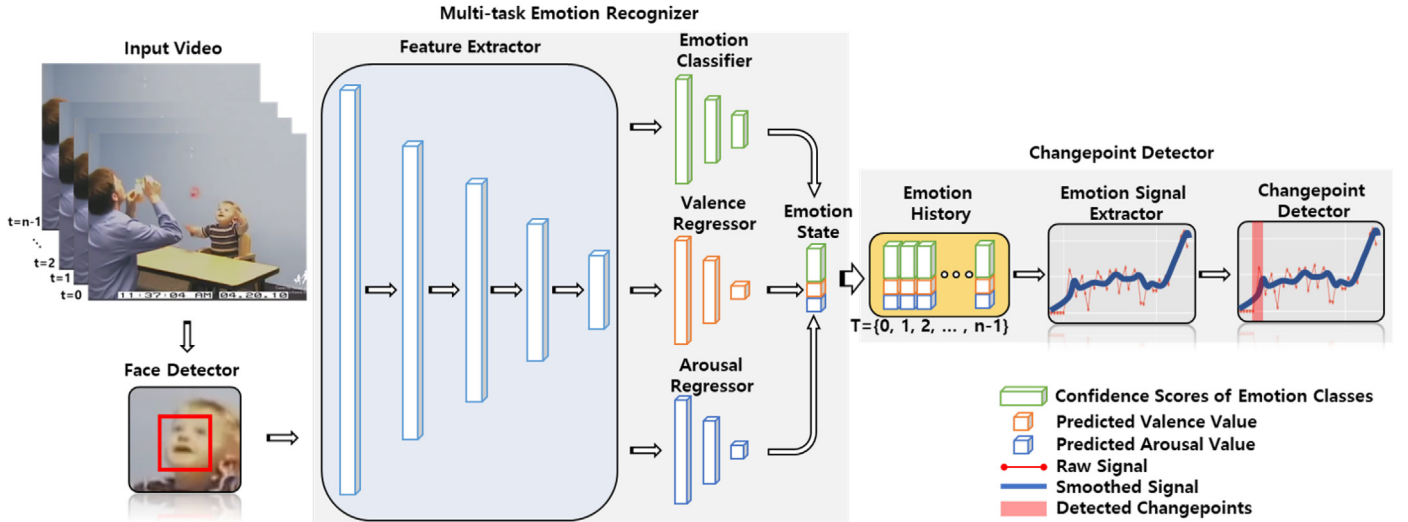 Multi-task Emotion Recognizer
Input Video
Feature Extractor
Emotion
Classifier
t=n-1
t=2
t=1
t=0
11:37:04 AM 04.20.10
Face Detector
Valence
Regressor
Arousal
Regressor
Emotion
State
Changepoint Detector
Emotion
History
T={0, 1, 2, ... , n-1}
Emotion Signal
Extractor
Changepoint
Detector
Confidence Scores of Emotion Classes
Predicted Valence Value
Predicted Arousal Value
Raw Signal
Smoothed Signal
Detected Changepoints